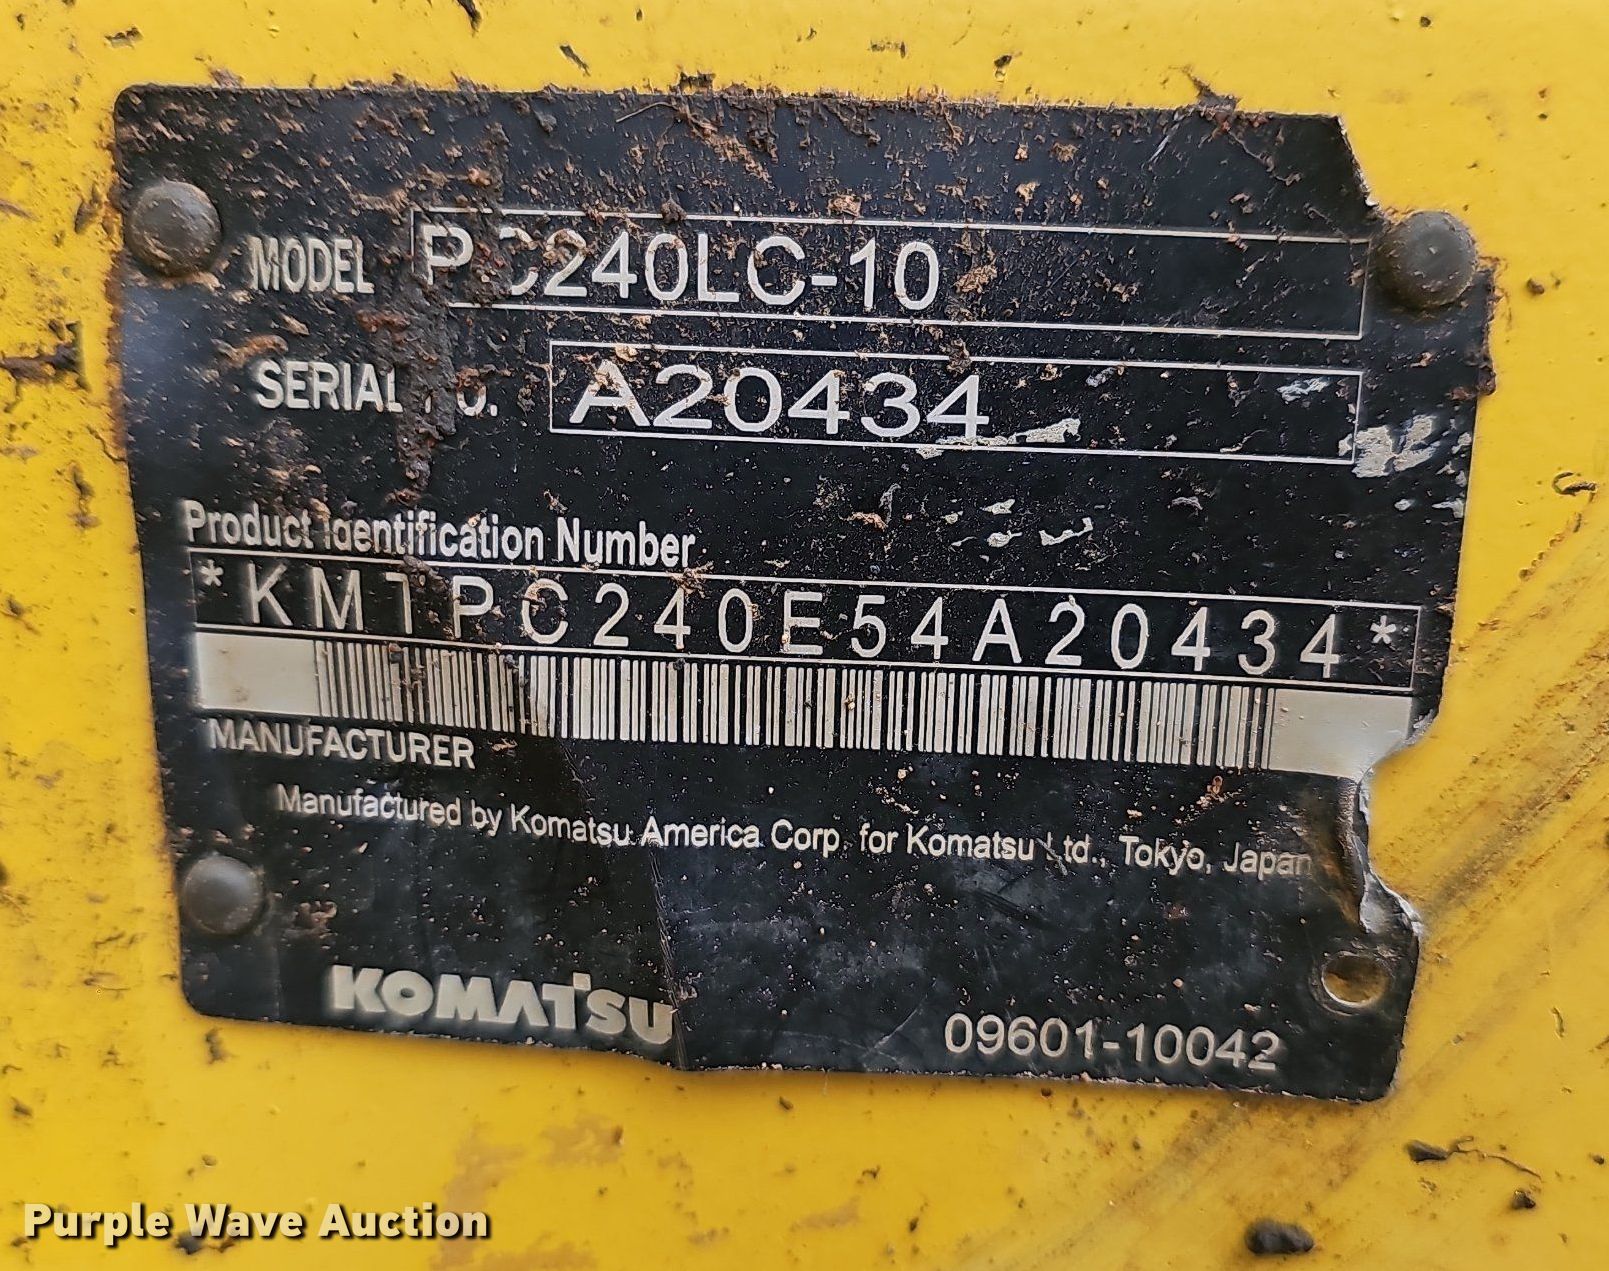 MODEL PC240LC-10
SERIAL No. A20434
Product Identification Number
*KMTPC240E54A20434*
MANUFACTURER
Manufactured by Komatsu America Corp. for Komatsu Ltd., Tokyo, Japan
KOMATSU
09601-10042
Purple Wave Auction